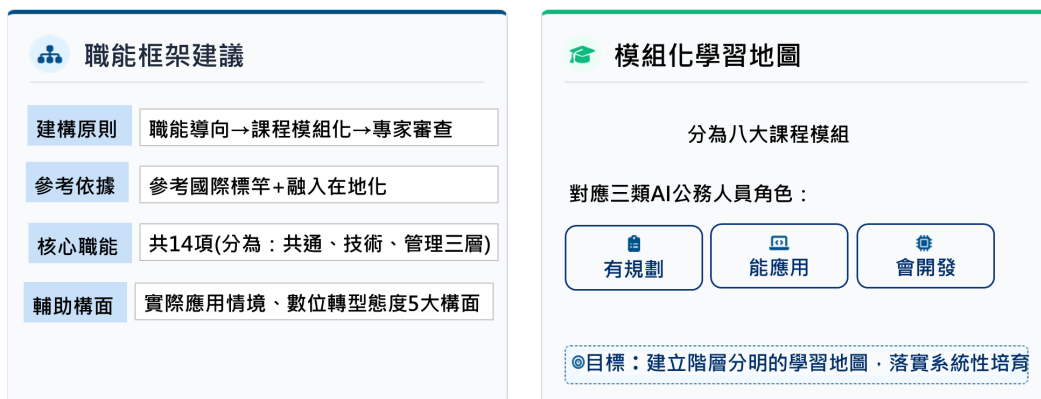 職能框架建議
建構原則 職能導向→課程模組化→專家審查
參考依據 參考國際標竿+融入在地化
核心職能 共14項(分為：共通、技術、管理三層)
輔助構面 實際應用情境、數位轉型態度5大構面
模組化學習地圖
分為八大課程模組
對應三類AI公務人員角色：
有規劃 能應用 會開發
目標：建立階層分明的學習地圖，落實系統性培育